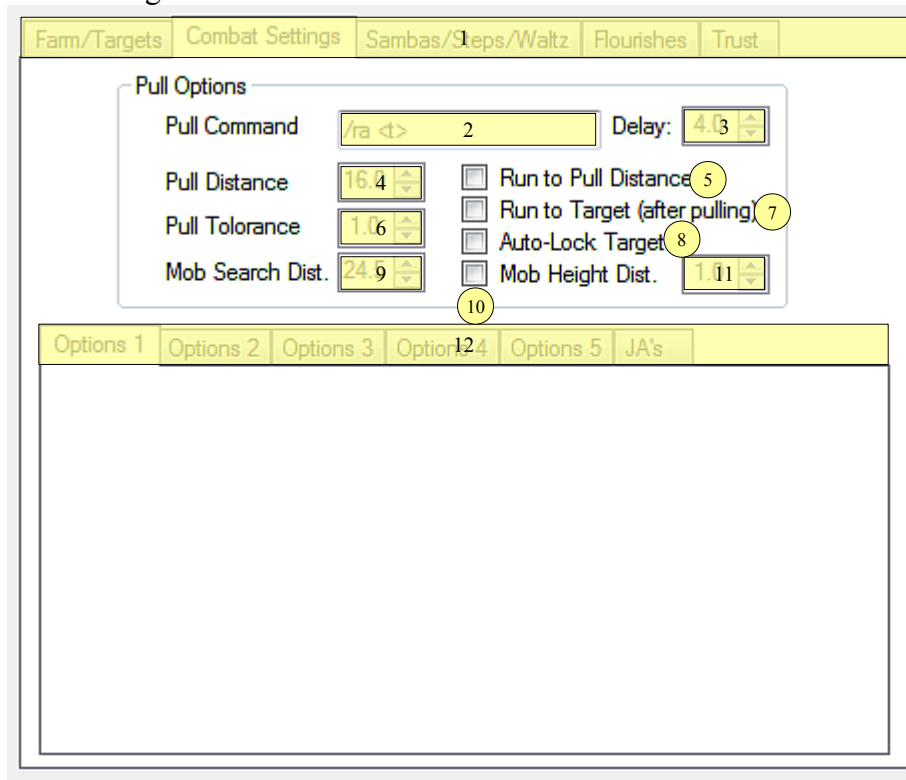 Farm/Targets Combat Settings Sambas/Steps/Waltz Flourishes Trust
1
Pull Options
Pull Command /ra <t> 2 Delay: 4.0 3
Pull Distance 16.0 4 Run to Pull Distance 5
Pull Tolorance 1.0 6 Run to Target (after pulling) 7
Auto-Lock Target 8
Mob Search Dist. 24.5 9 Mob Height Dist. 1.0 11
10
Options 1 Options 2 Options 3 Options 4 Options 5 JA's
12